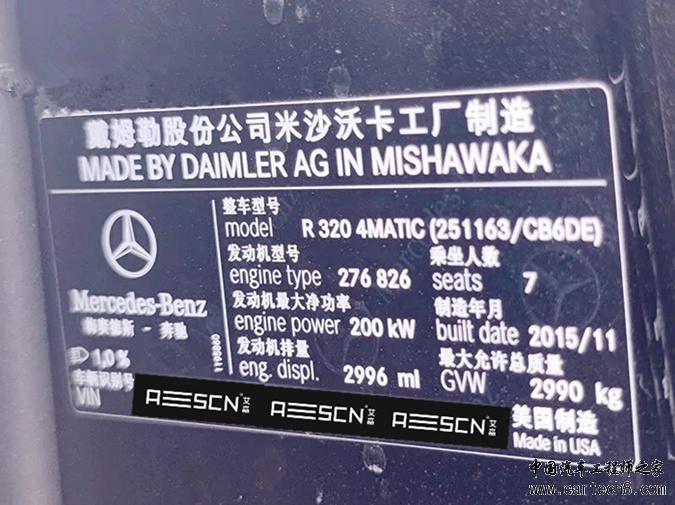 戴姆勒股份公司米沙沃卡工厂制造
MADE BY DAIMLER AG IN MISHAWAKA
整车型号
model R 320 4MATIC (251163/CB6DE)
发动机型号 乘坐人数
engine type 276 826 seats 7
发动机最大净功率 制造年月
engine power 200 kW built date 2015/11
发动机排量 最大允许总质量
eng. displ. 2996 ml GVW 2990 kg
Mercedes-Benz
梅赛德斯 - 奔驰
1,0 %
车辆识别号
VIN
AESCN® 艾芯 AESCN® 艾芯 AESCN® 艾芯
美国制造
Made in USA
中国汽车工程师之家
www.cartech8.com